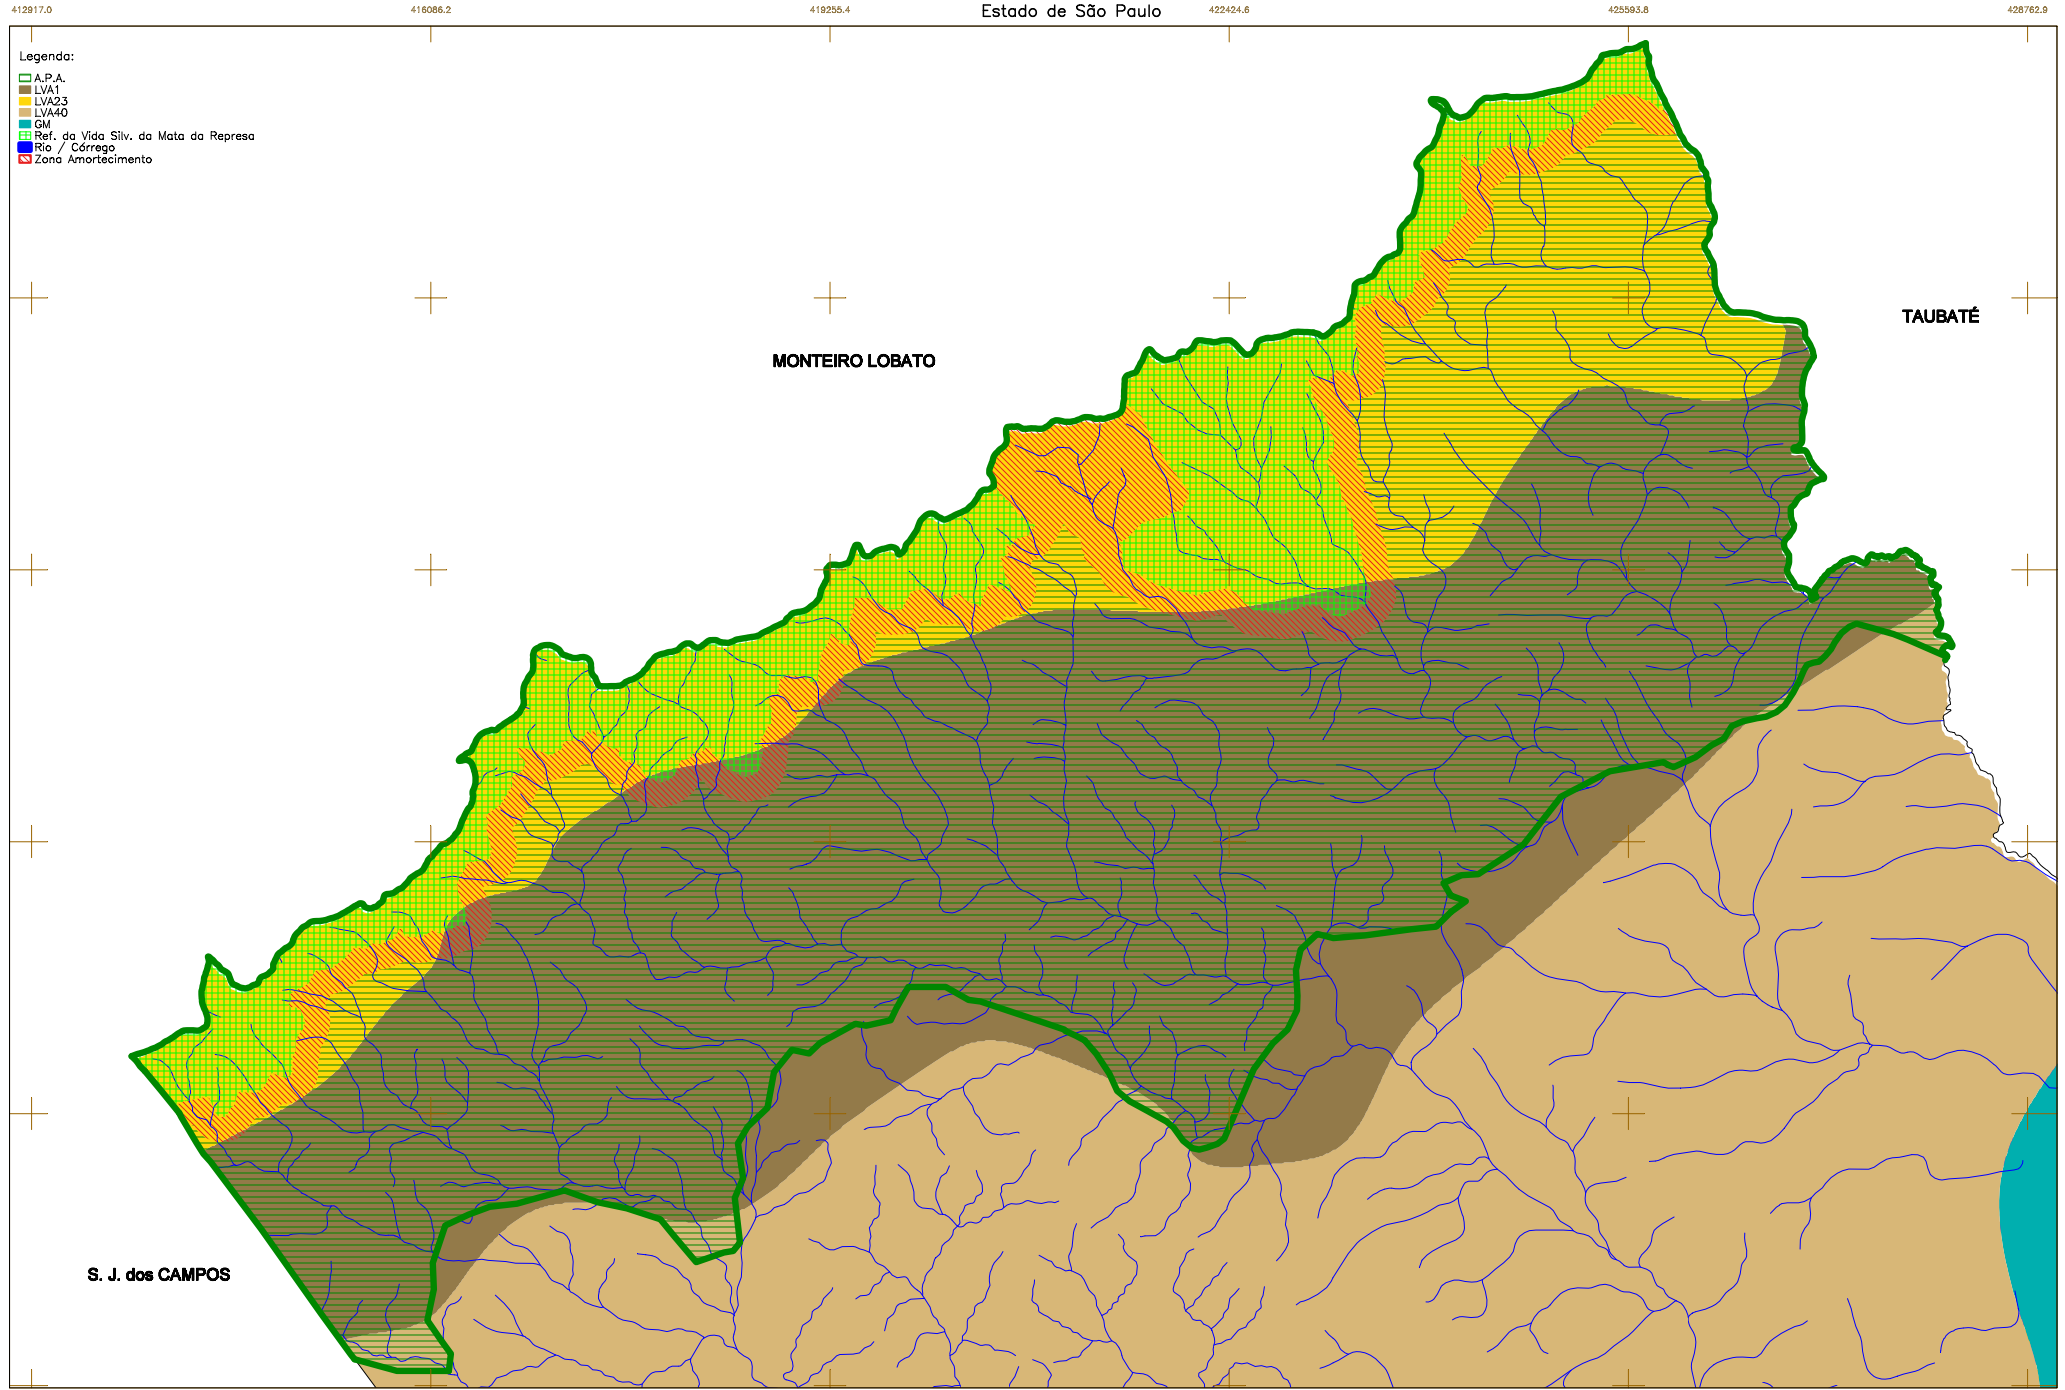 412917.0 416086.2 419255.4 Estado de São Paulo 422424.6 425593.8 428762.9
Legenda:
A.P.A.
LVA1
LVA23
LVA40
GM
Ref. da Vida Silv. da Mata da Represa
Rio / Córrego
Zona Amortecimento
TAUBATÉ
MONTEIRO LOBATO
S. J. dos CAMPOS